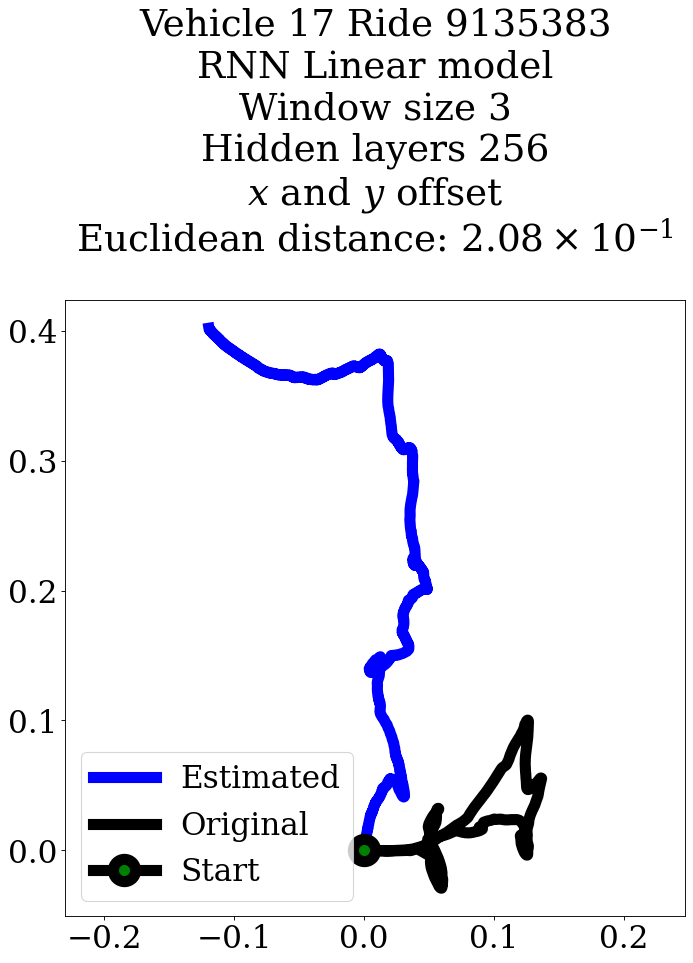 Vehicle 17 Ride 9135383
RNN Linear model
Window size 3
Hidden layers 256
x and y offset
Euclidean distance: 2.08 × 10⁻¹
0.4
0.3
0.2
0.1
0.0
Estimated
Original
Start
−0.2 −0.1 0.0 0.1 0.2